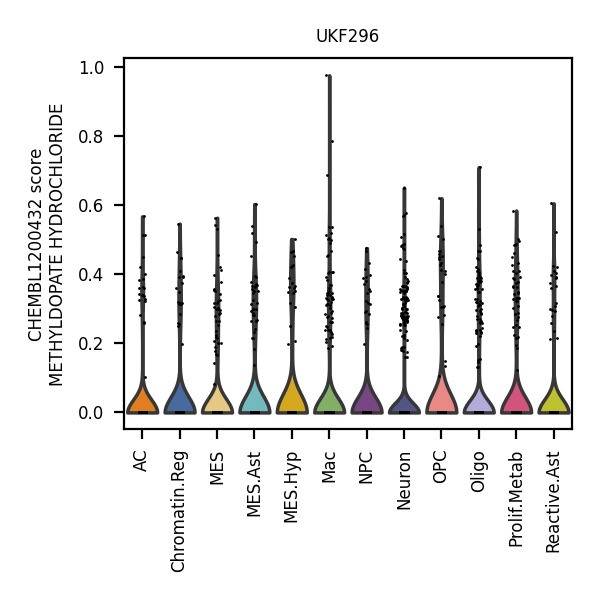 UKF296
CHEMBL1200432 score
METHYLDOPATE HYDROCHLORIDE
1.0
0.8
0.6
0.4
0.2
0.0
AC
Chromatin.Reg
MES
MES.Ast
MES.Hyp
Mac
NPC
Neuron
OPC
Oligo
Prolif.Metab
Reactive.Ast